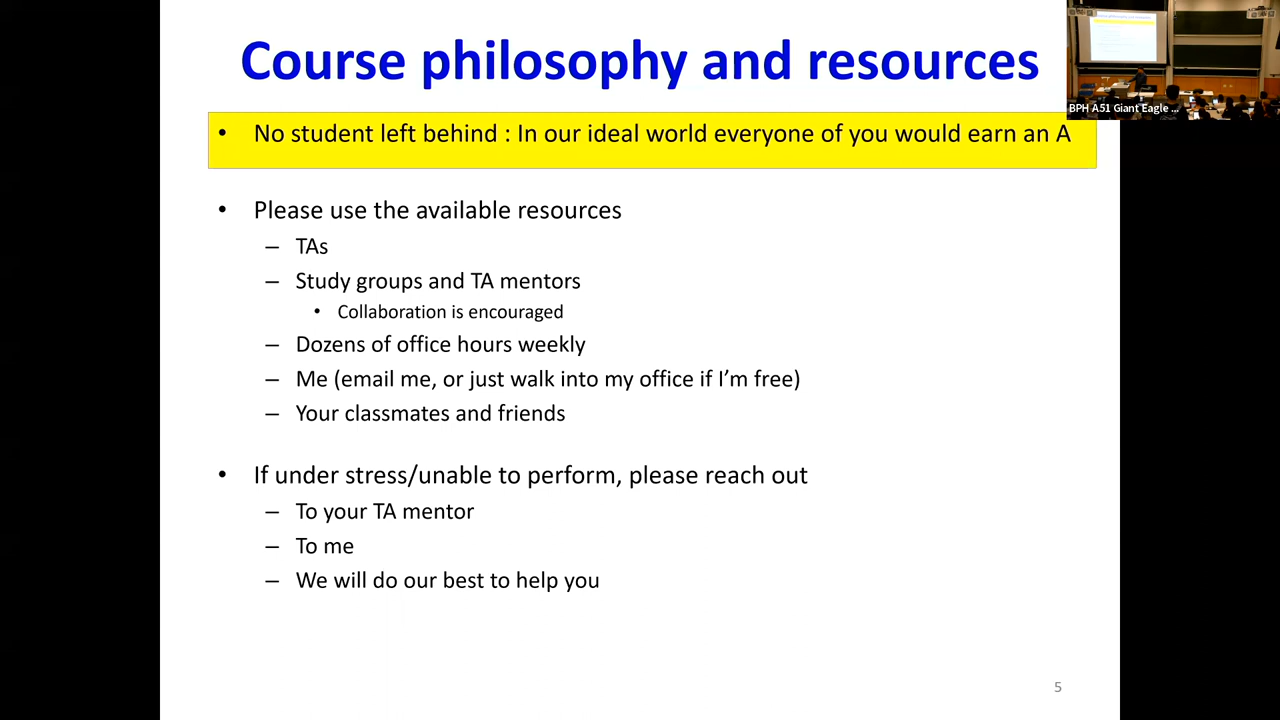 Course philosophy and resources
BPH A51 Giant Eagle ...
• No student left behind : In our ideal world everyone of you would earn an A
• Please use the available resources
– TAs
– Study groups and TA mentors
• Collaboration is encouraged
– Dozens of office hours weekly
– Me (email me, or just walk into my office if I’m free)
– Your classmates and friends
• If under stress/unable to perform, please reach out
– To your TA mentor
– To me
– We will do our best to help you
5